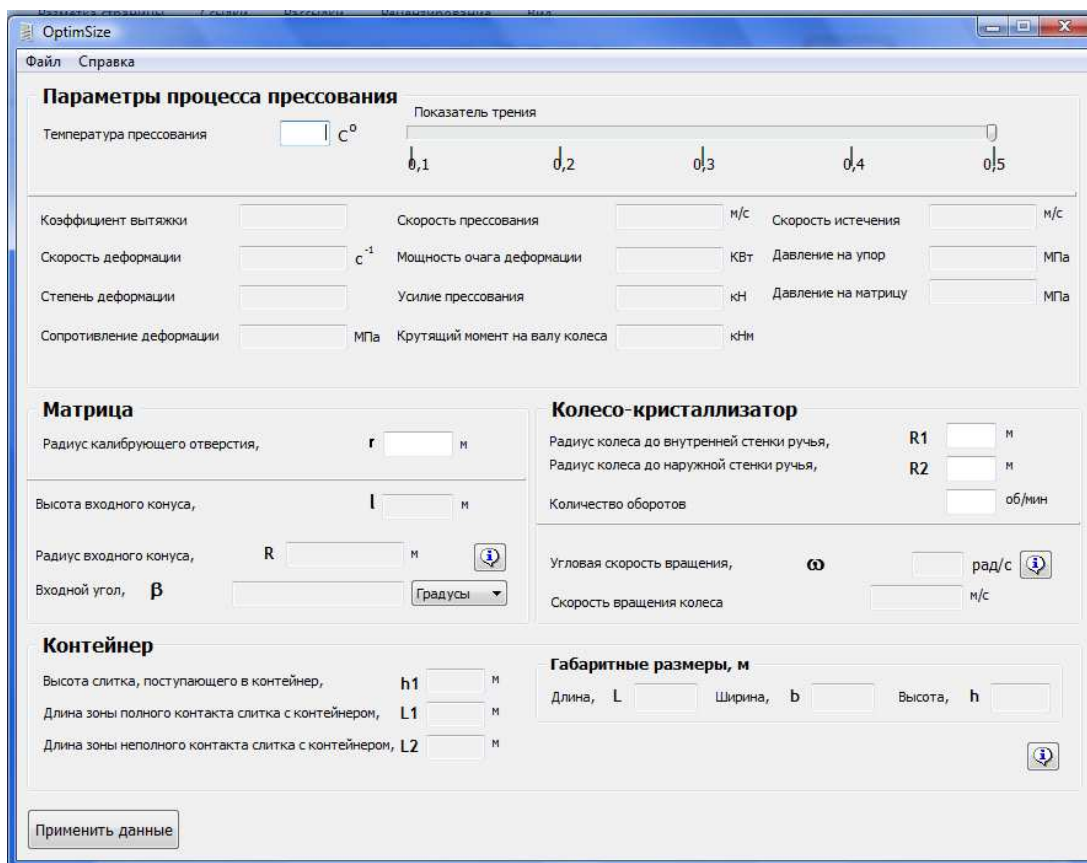 Разметка страницы Ссылки Рассылки Рецензирование Вид
OptimSize
Файл Справка
Параметры процесса прессования
Показатель трения
Температура прессования C°
0,1 0,2 0,3 0,4 0,5
Коэффициент вытяжки Скорость прессования м/с Скорость истечения м/с
Скорость деформации с⁻¹ Мощность очага деформации КВт Давление на упор МПа
Степень деформации Усилие прессования кН Давление на матрицу МПа
Сопротивление деформации МПа Крутящий момент на валу колеса кНм
Матрица
Радиус калибрующего отверстия, r м
Высота входного конуса, l м
Радиус входного конуса, R м
Входной угол, β Градусы
Колесо-кристаллизатор
Радиус колеса до внутренней стенки ручья, R1 м
Радиус колеса до наружной стенки ручья, R2 м
Количество оборотов об/мин
Угловая скорость вращения, ω рад/с
Скорость вращения колеса м/с
Контейнер
Высота слитка, поступающего в контейнер, h1 м
Длина зоны полного контакта слитка с контейнером, L1 м
Длина зоны неполного контакта слитка с контейнером, L2 м
Габаритные размеры, м
Длина, L Ширина, b Высота, h
Применить данные